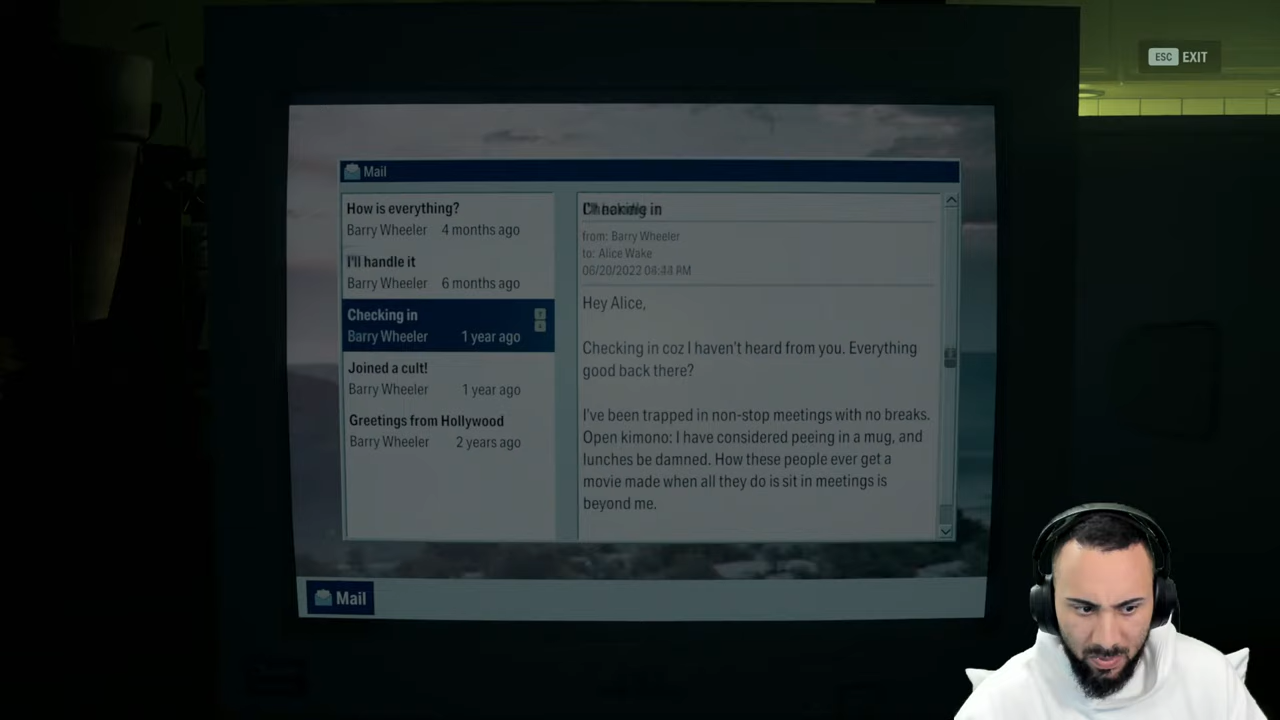 ESC EXIT
Mail
How is everything?
Barry Wheeler 4 months ago
I'll handle it
Barry Wheeler 6 months ago
Checking in
Barry Wheeler 1 year ago
Joined a cult!
Barry Wheeler 1 year ago
Greetings from Hollywood
Barry Wheeler 2 years ago
Checking in
from: Barry Wheeler
to: Alice Wake
Hey Alice,
Checking in coz I haven't heard from you. Everything
good back there?
I've been trapped in non-stop meetings with no breaks.
Open kimono: I have considered peeing in a mug, and
lunches be damned. How these people ever get a
movie made when all they do is sit in meetings is
beyond me.
Mail